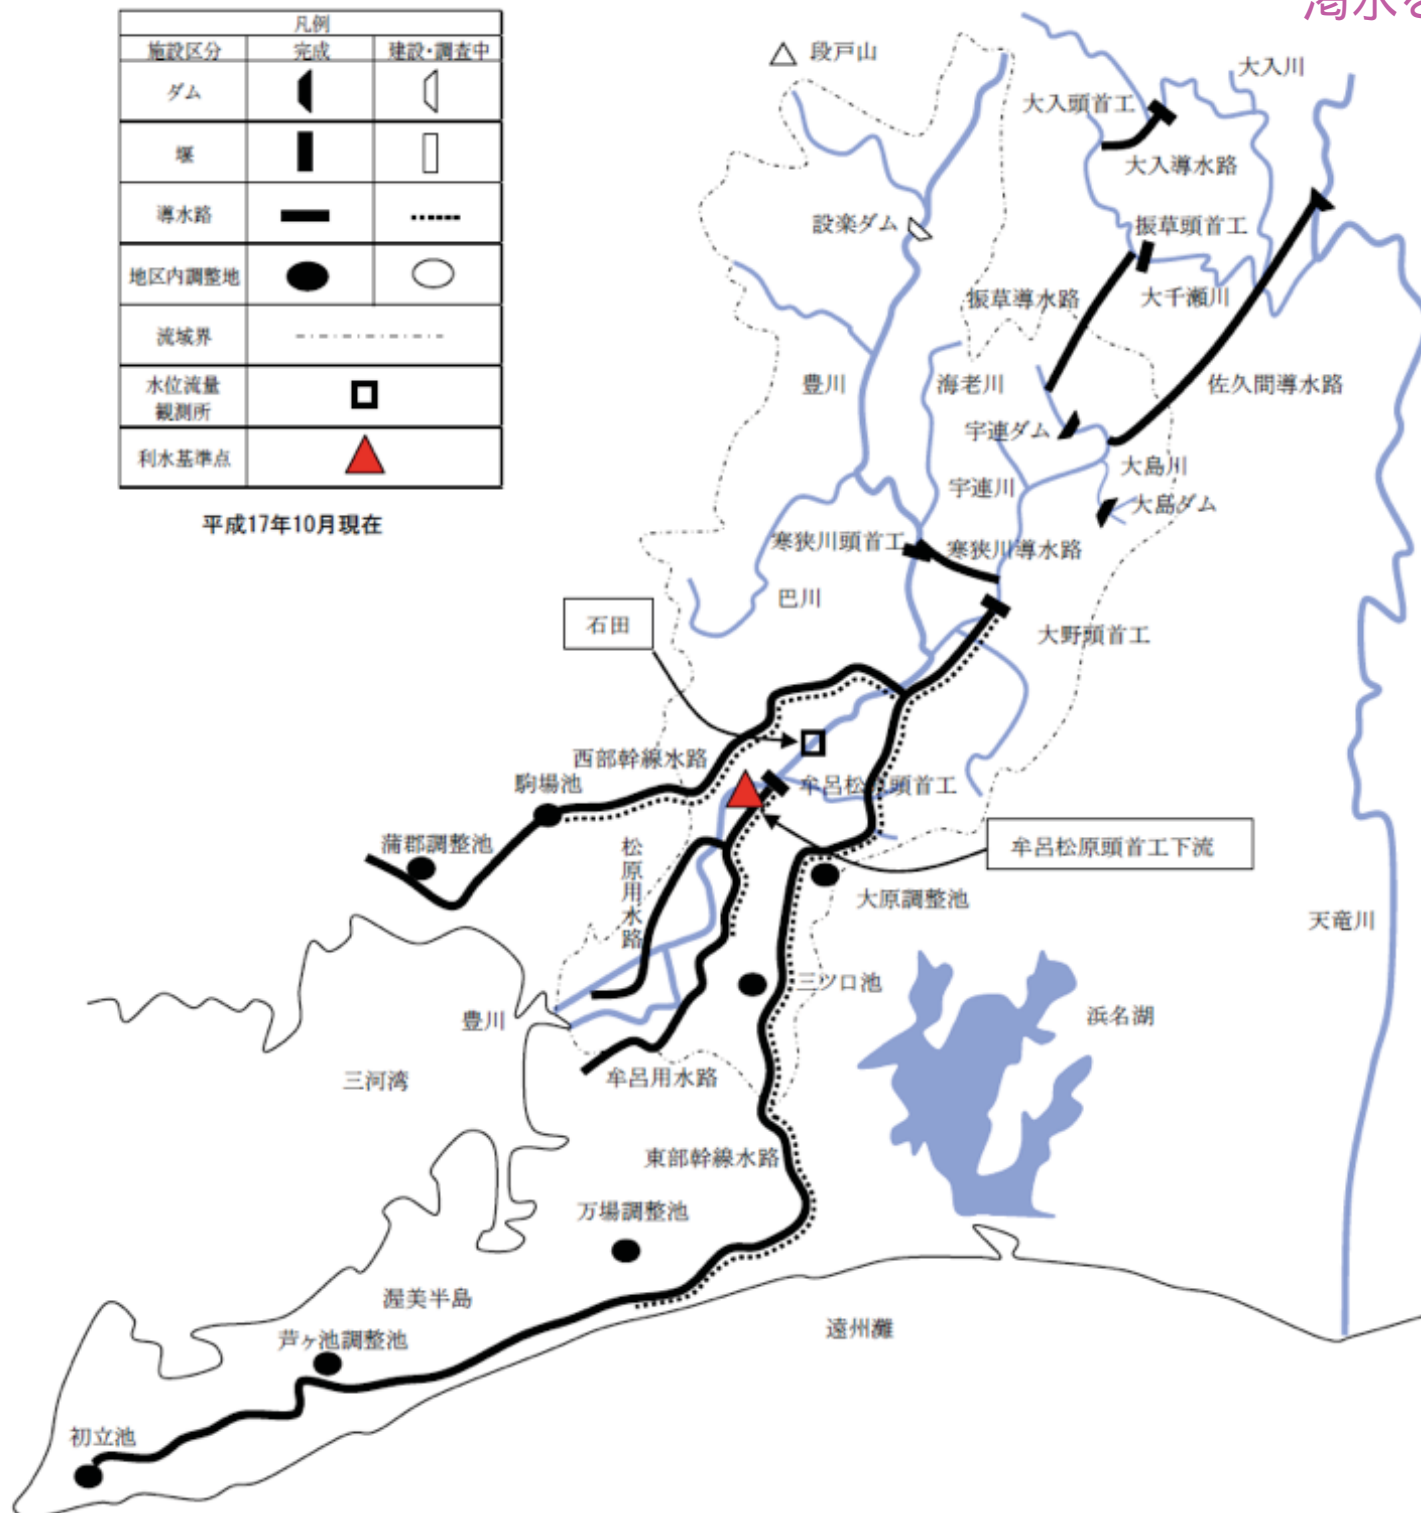 渇水を
凡例
施設区分 完成 建設・調査中
ダム
堰
導水路
地区内調整地
流域界
水位流量
観測所
利水基準点
平成17年10月現在
段戸山
大入川
大入頭首工
大入導水路
設楽ダム
振草頭首工
振草導水路
大千瀬川
豊川
海老川
佐久間導水路
宇連ダム
大島川
宇連川
大島ダム
寒狭川頭首工
寒狭川導水路
巴川
石田
大野頭首工
西部幹線水路
駒場池
牟呂松原頭首工
蒲郡調整池
松原用水路
牟呂松原頭首工下流
大原調整池
天竜川
三ツ口池
豊川
浜名湖
三河湾
牟呂用水路
東部幹線水路
万場調整池
渥美半島
遠州灘
芦ヶ池調整池
初立池